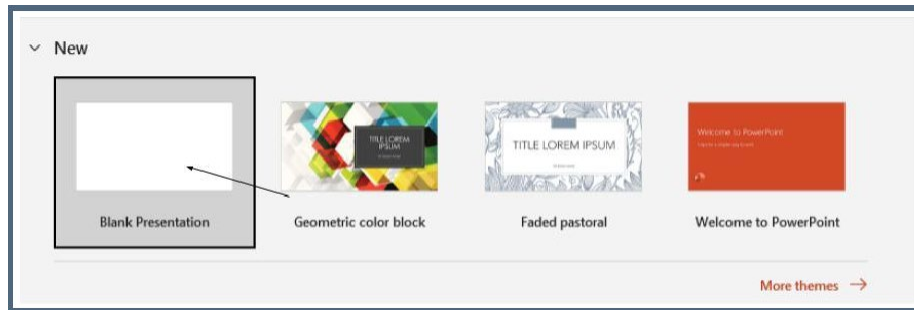 New
TITLE LOREM
IPSUM
TITLE LOREM IPSUM
Welcome to PowerPoint
Blank Presentation
Geometric color block
Faded pastoral
Welcome to PowerPoint
More themes